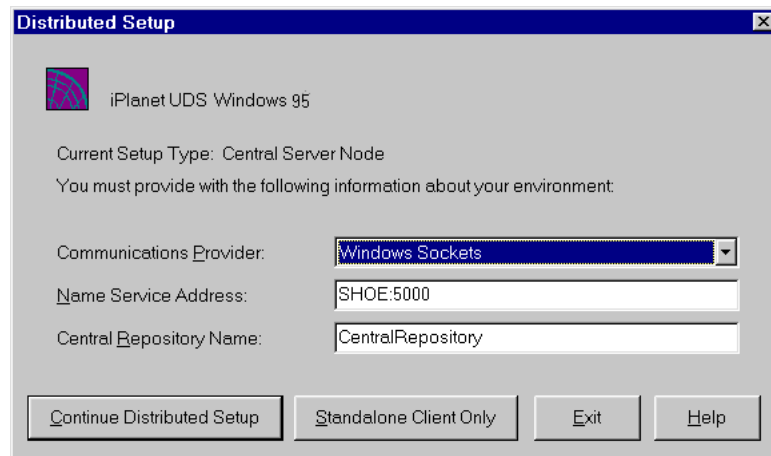 Distributed Setup
iPlanet UDS Windows 95
Current Setup Type: Central Server Node
You must provide with the following information about your environment:
Communications Provider: Windows Sockets
Name Service Address: SHOE:5000
Central Repository Name: CentralRepository
Continue Distributed Setup Standalone Client Only Exit Help